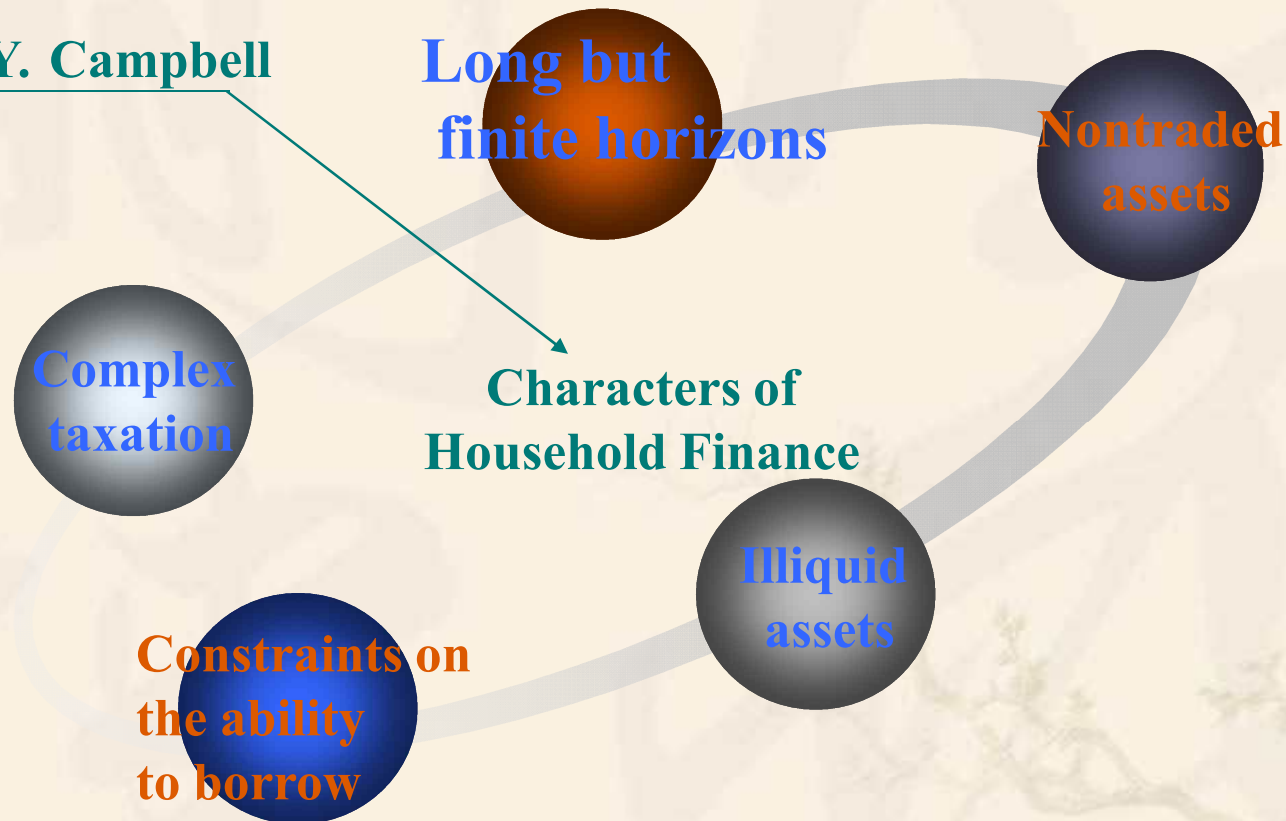 Y. Campbell
Long but
finite horizons
Nontraded
assets
Complex
taxation
Characters of
Household Finance
Illiquid
assets
Constraints on
the ability
to borrow